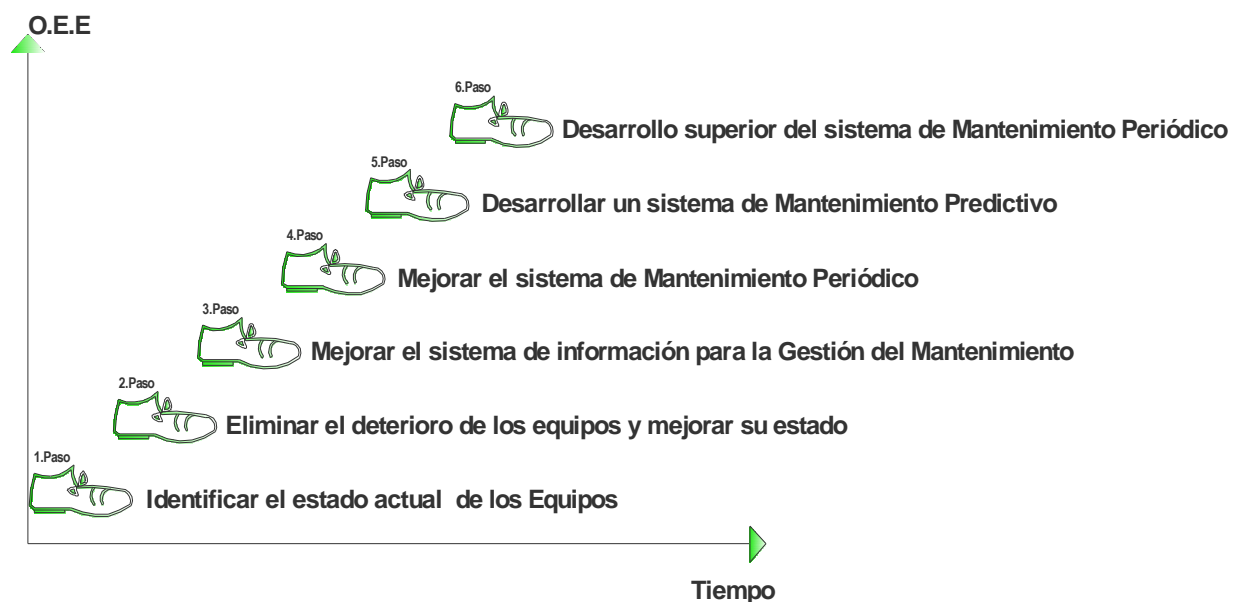 O.E.E
6.Paso
Desarrollo superior del sistema de Mantenimiento Periódico
5.Paso
Desarrollar un sistema de Mantenimiento Predictivo
4.Paso
Mejorar el sistema de Mantenimiento Periódico
3.Paso
Mejorar el sistema de información para la Gestión del Mantenimiento
2.Paso
Eliminar el deterioro de los equipos y mejorar su estado
1.Paso
Identificar el estado actual de los Equipos
Tiempo